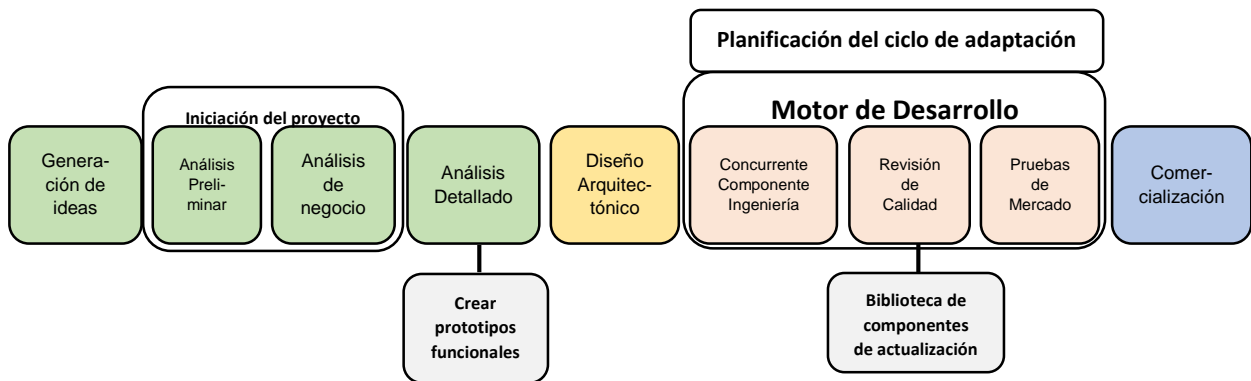 Planificación del ciclo de adaptación
Motor de Desarrollo
Iniciación del proyecto
Genera-
ción de
ideas
Análisis
Preli-
minar
Análisis
de
negocio
Análisis
Detallado
Diseño
Arquitec-
tónico
Concurrente
Componente
Ingeniería
Revisión
de
Calidad
Pruebas
de
Mercado
Comer-
cialización
Crear
prototipos
funcionales
Biblioteca de
componentes
de actualización